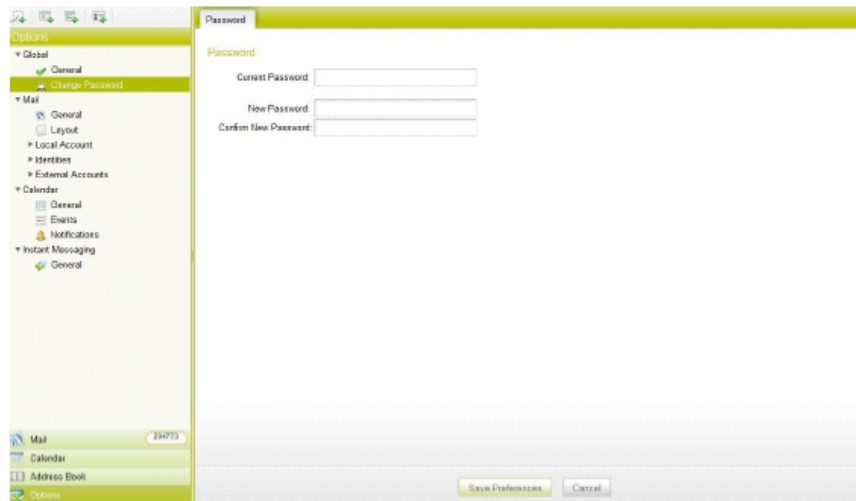 Options
Global
General
Change Password
Mail
General
Layout
Local Account
Identities
External Accounts
Calendar
General
Events
Notifications
Instant Messaging
General
Mail
Calendar
Address Book
Options
Password
Password
Current Password:
New Password:
Confirm New Password:
Save Preferences
Cancel